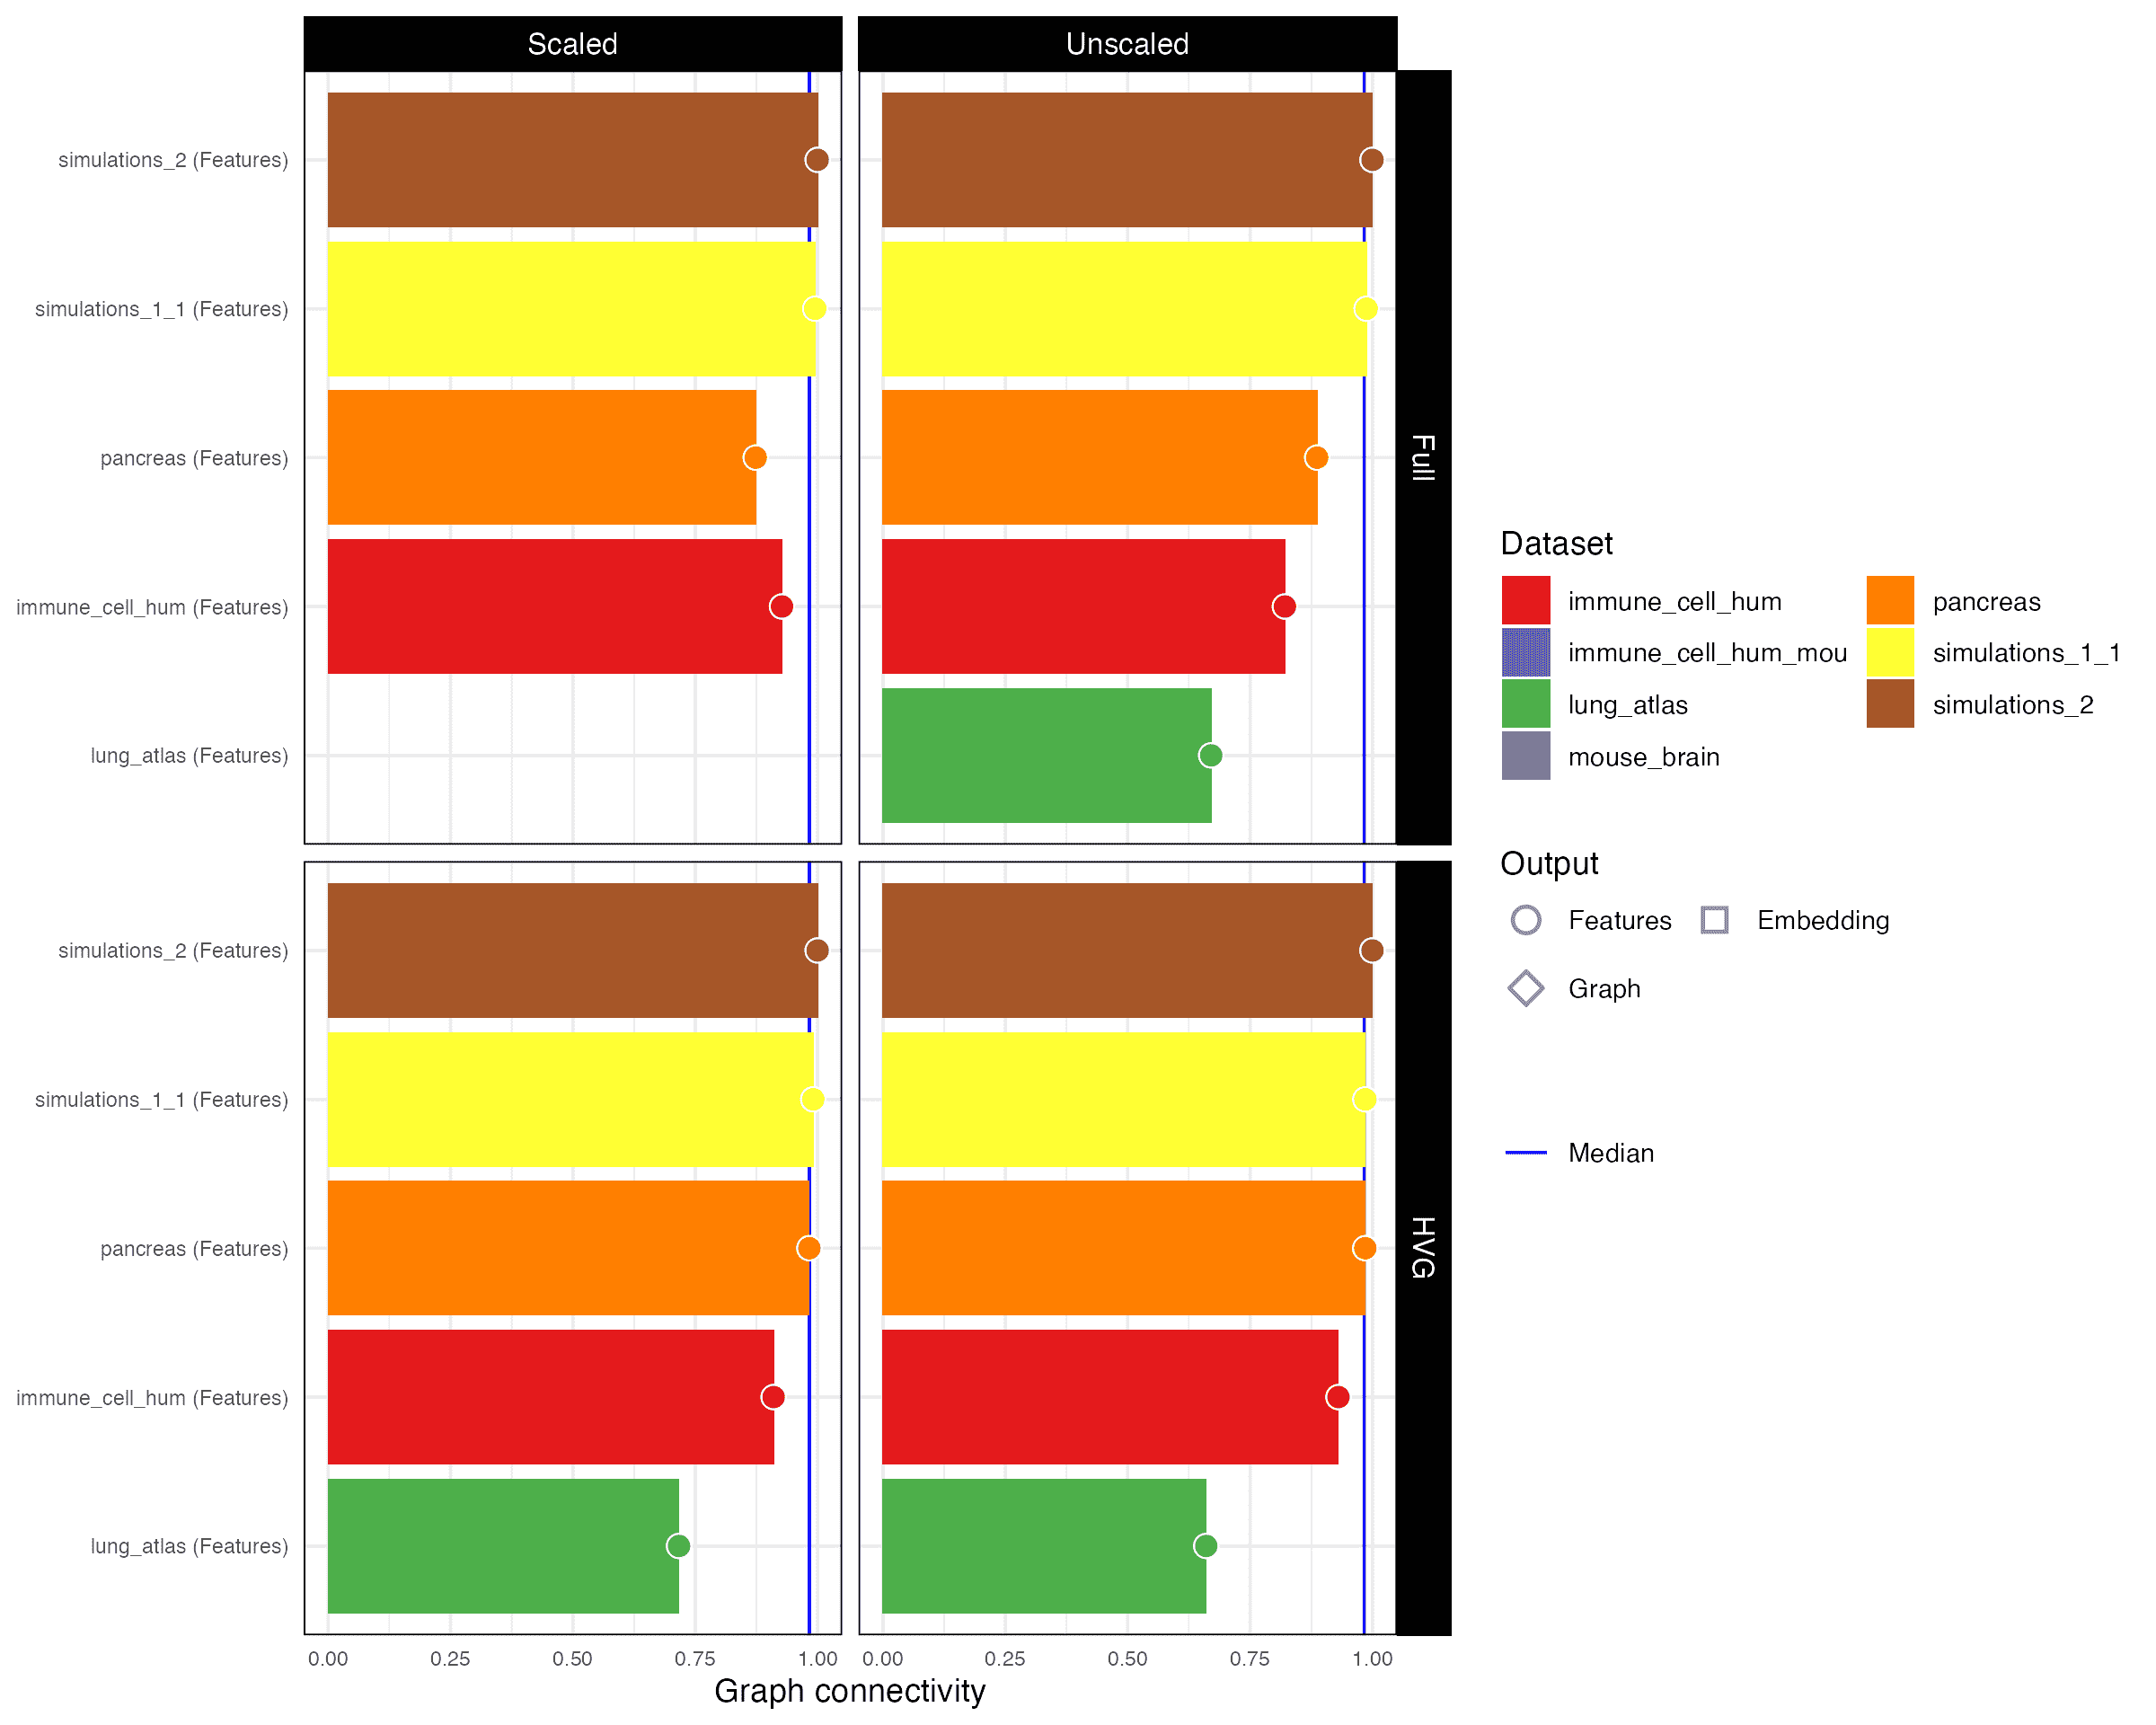 Scaled
Unscaled
simulations_2 (Features)
simulations_1_1 (Features)
pancreas (Features)
immune_cell_hum (Features)
lung_atlas (Features)
Full
simulations_2 (Features)
simulations_1_1 (Features)
pancreas (Features)
immune_cell_hum (Features)
lung_atlas (Features)
HVG
0.00 0.25 0.50 0.75 1.00
0.00 0.25 0.50 0.75 1.00
Graph connectivity
Dataset
immune_cell_hum
immune_cell_hum_mou
lung_atlas
mouse_brain
pancreas
simulations_1_1
simulations_2
Output
Features
Embedding
Graph
Median